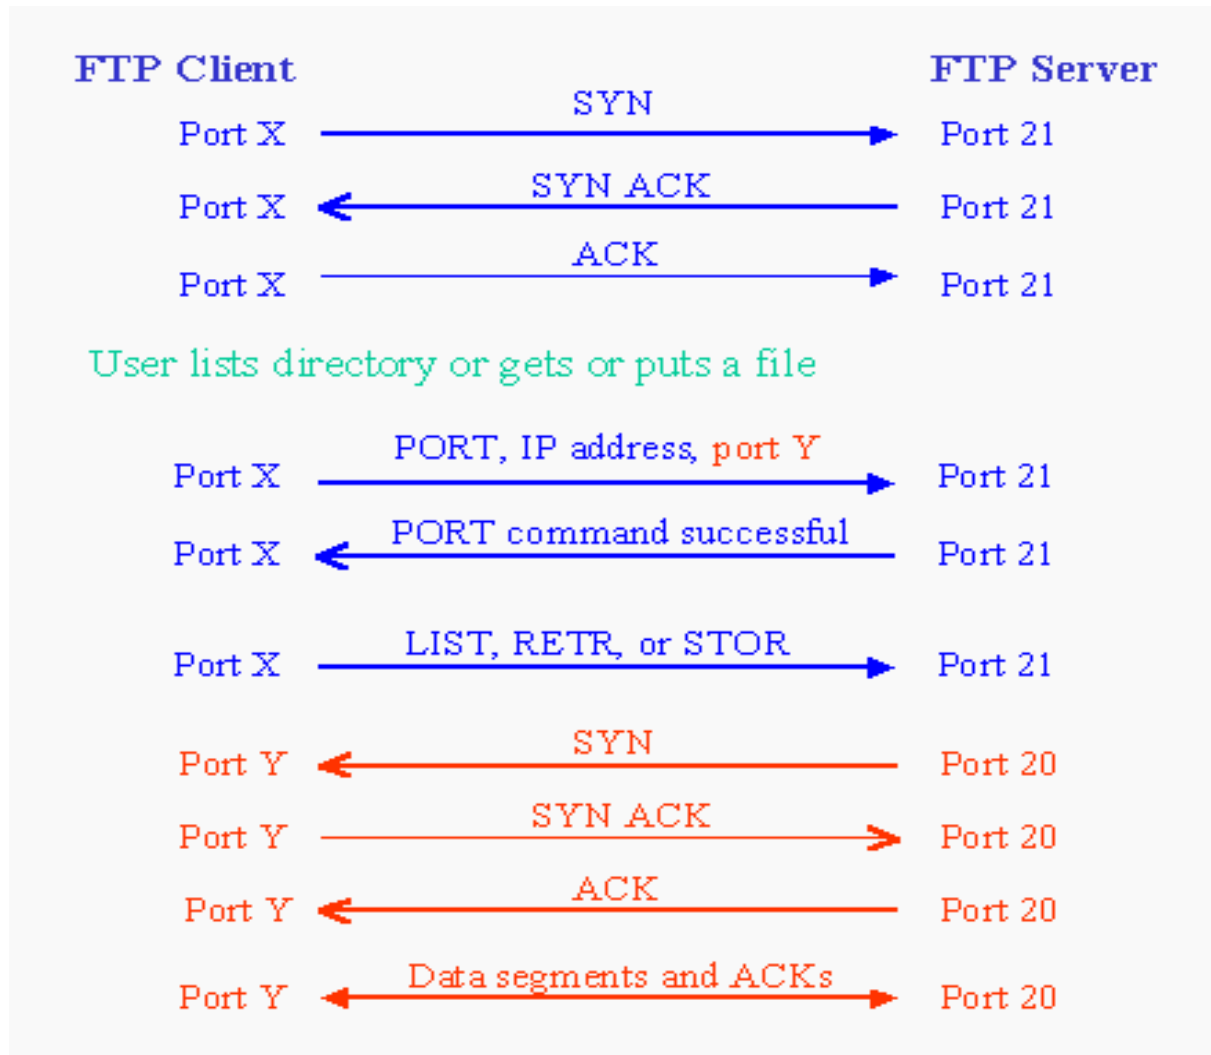 FTP Client FTP Server
SYN
Port X Port 21
SYN ACK
Port X Port 21
ACK
Port X Port 21
User lists directory or gets or puts a file
PORT, IP address, port Y
Port X Port 21
PORT command successful
Port X Port 21
LIST, RETR, or STOR
Port X Port 21
SYN
Port Y Port 20
SYN ACK
Port Y Port 20
ACK
Port Y Port 20
Data segments and ACKs
Port Y Port 20